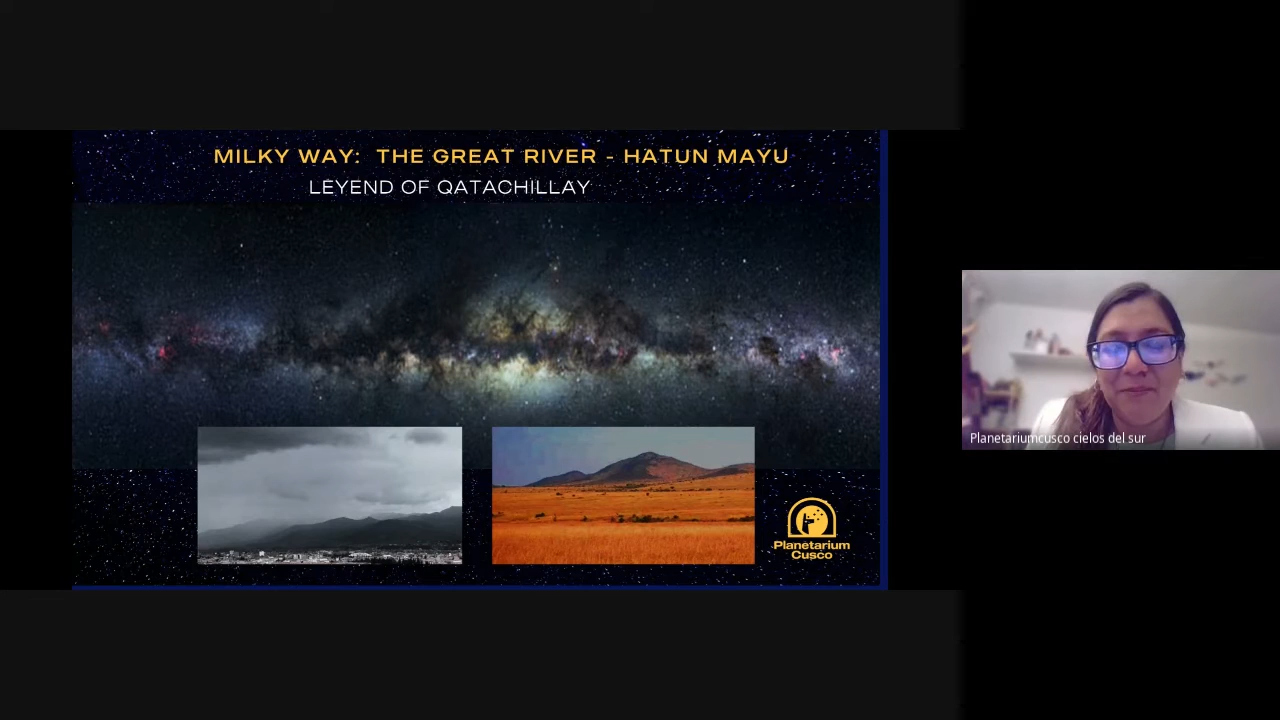 MILKY WAY: THE GREAT RIVER - HATUN MAYU
LEYEND OF QATACHILLAY
Planetarium
Cusco
Planetariumcusco cielos del sur